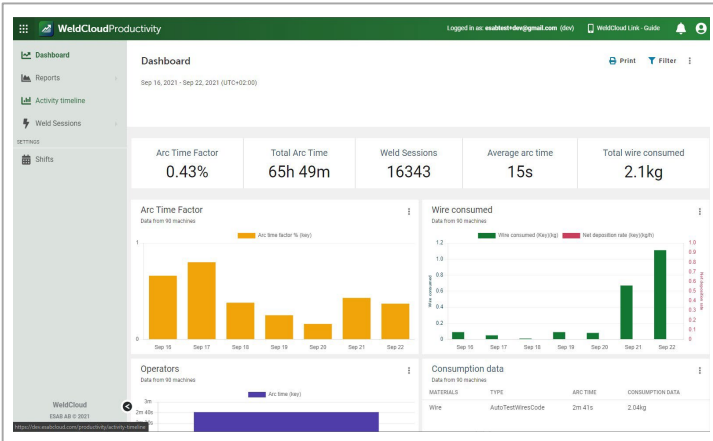 WeldCloudProductivity
Logged in as: esabtest+dev@gmail.com (dev)
WeldCloud Link - Guide
Dashboard
Reports
Activity timeline
Weld Sessions
SETTINGS
Shifts
WeldCloud
ESAB AB © 2021
https://dev.esabcloud.com/productivity/activity-timeline
Dashboard
Print
Filter
Sep 16, 2021 - Sep 22, 2021 (UTC+02:00)
Arc Time Factor
0.43%
Total Arc Time
65h 49m
Weld Sessions
16343
Average arc time
15s
Total wire consumed
2.1kg
Arc Time Factor
Data from 90 machines
Arc time factor % (key)
1
0
Sep 16 Sep 17 Sep 18 Sep 19 Sep 20 Sep 21 Sep 22
Wire consumed
Data from 90 machines
Wire consumed (Key)(kg) Net deposition rate (key)(kg/h)
Wire consumed
1.2
1.0
0.8
0.6
0.4
0.2
0
Sep 16 Sep 17 Sep 18 Sep 19 Sep 20 Sep 21 Sep 22
1.0
0.9
0.8
0.7
0.6
0.5
0.4
0.3
0.2
0.1
0
Net deposition rate
Operators
Data from 90 machines
Arc time (key)
3m
2m 40s
Consumption data
Data from 90 machines
MATERIALS TYPE ARC TIME CONSUMPTION DATA
Wire AutoTestWiresCode 2m 41s 2.04kg